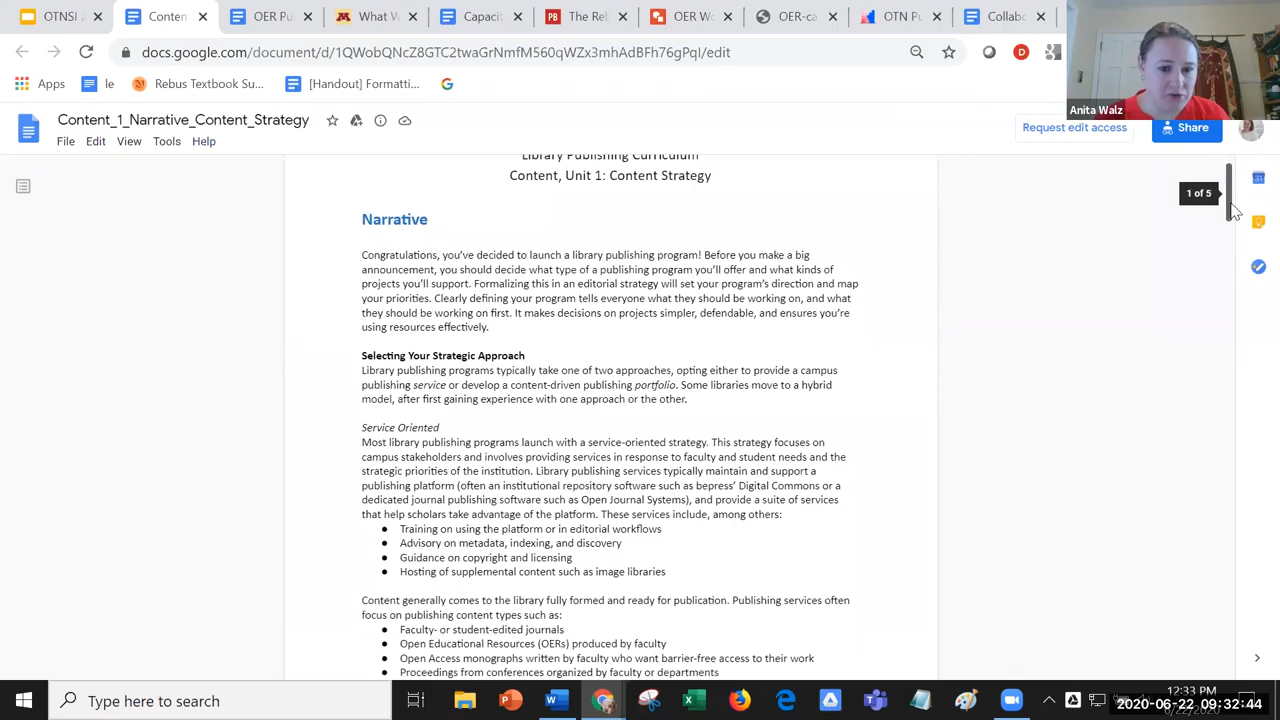 OTNSI
Conten
OER Pu
What W
Capacit
The Re
OER W
OER-ca
OTN Pu
Collab
docs.google.com/document/d/1QWobQNcZ8GTC2twaGrNmfM560qWZx3mhAdBFh76gPqI/edit
Apps
le
Rebus Textbook Su...
[Handout] Formatti...
Anita Walz
Content_1_Narrative_Content_Strategy
File Edit View Tools Help
Request edit access
Share
Library Publishing Curriculum
Content, Unit 1: Content Strategy
1 of 5
Narrative
Congratulations, you've decided to launch a library publishing program! Before you make a big
announcement, you should decide what type of a publishing program you'll offer and what kinds of
projects you'll support. Formalizing this in an editorial strategy will set your program's direction and map
your priorities. Clearly defining your program tells everyone what they should be working on, and what
they should be working on first. It makes decisions on projects simpler, defendable, and ensures you're
using resources effectively.
Selecting Your Strategic Approach
Library publishing programs typically take one of two approaches, opting either to provide a campus
publishing service or develop a content-driven publishing portfolio. Some libraries move to a hybrid
model, after first gaining experience with one approach or the other.
Service Oriented
Most library publishing programs launch with a service-oriented strategy. This strategy focuses on
campus stakeholders and involves providing services in response to faculty and student needs and the
strategic priorities of the institution. Library publishing services typically maintain and support a
publishing platform (often an institutional repository software such as bepress' Digital Commons or a
dedicated journal publishing software such as Open Journal Systems), and provide a suite of services
that help scholars take advantage of the platform. These services include, among others:
● Training on using the platform or in editorial workflows
● Advisory on metadata, indexing, and discovery
● Guidance on copyright and licensing
● Hosting of supplemental content such as image libraries
Content generally comes to the library fully formed and ready for publication. Publishing services often
focus on publishing content types such as:
● Faculty- or student-edited journals
● Open Educational Resources (OERs) produced by faculty
● Open Access monographs written by faculty who want barrier-free access to their work
● Proceedings from conferences organized by faculty or departments
Type here to search
12:33 PM
2020-06-22 09:32:44